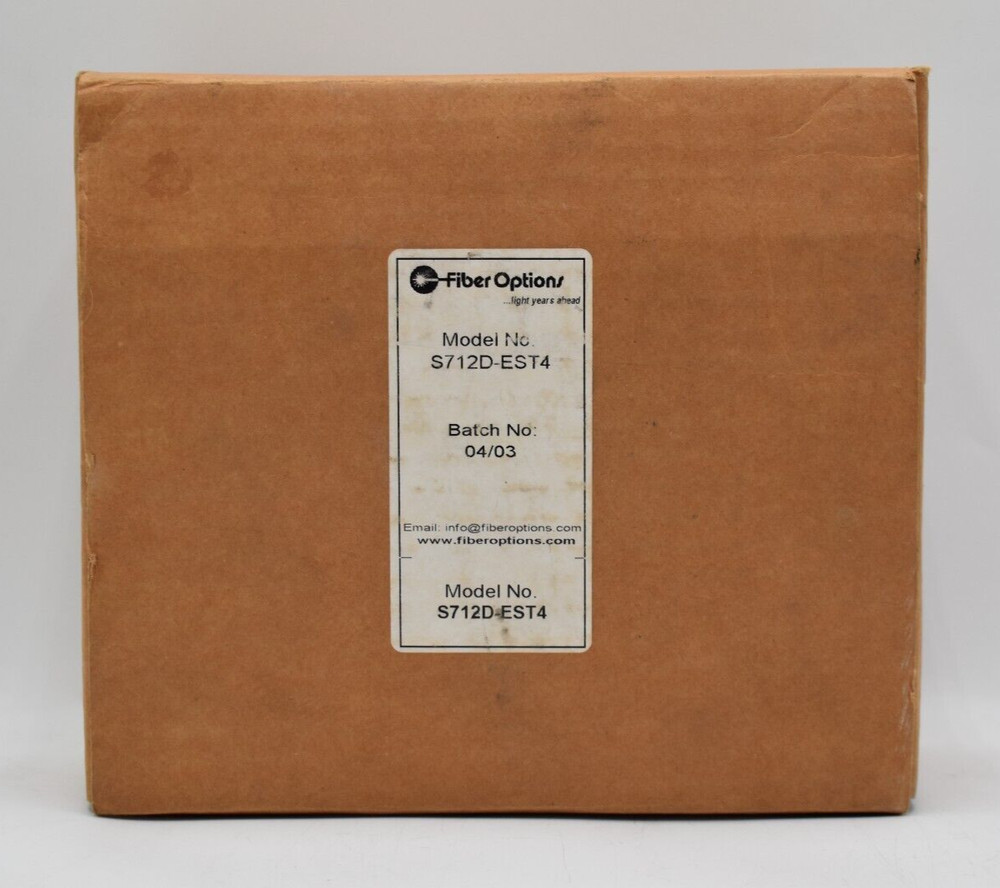 Fiber Options
...light years ahead
Model No.
S712D-EST4
Batch No:
04/03
Email: info@fiberoptions.com
www.fiberoptions.com
Model No.
S712D-EST4